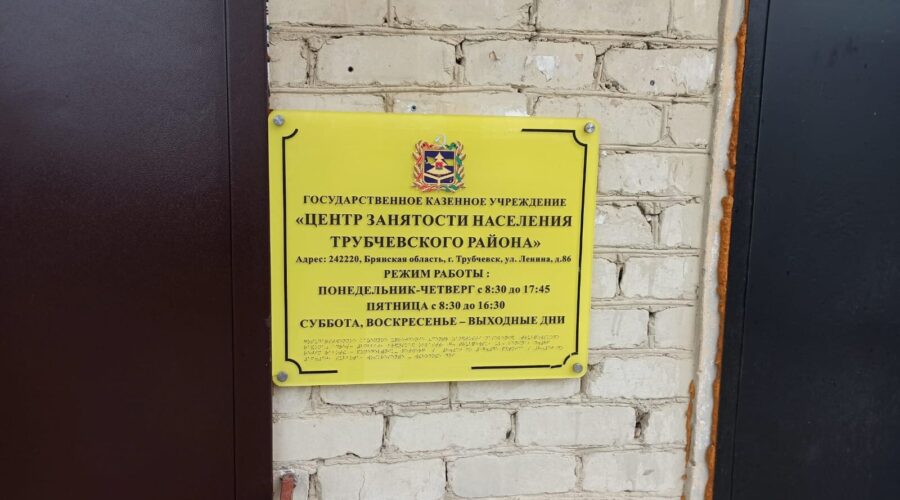 ГОСУДАРСТВЕННОЕ КАЗЕННОЕ УЧРЕЖДЕНИЕ
«ЦЕНТР ЗАНЯТОСТИ НАСЕЛЕНИЯ
ТРУБЧЕВСКОГО РАЙОНА»
Адрес: 242220, Брянская область, г. Трубчевск, ул. Ленина, д.86
РЕЖИМ РАБОТЫ :
ПОНЕДЕЛЬНИК-ЧЕТВЕРГ с 8:30 до 17:45
ПЯТНИЦА с 8:30 до 16:30
СУББОТА, ВОСКРЕСЕНЬЕ – ВЫХОДНЫЕ ДНИ